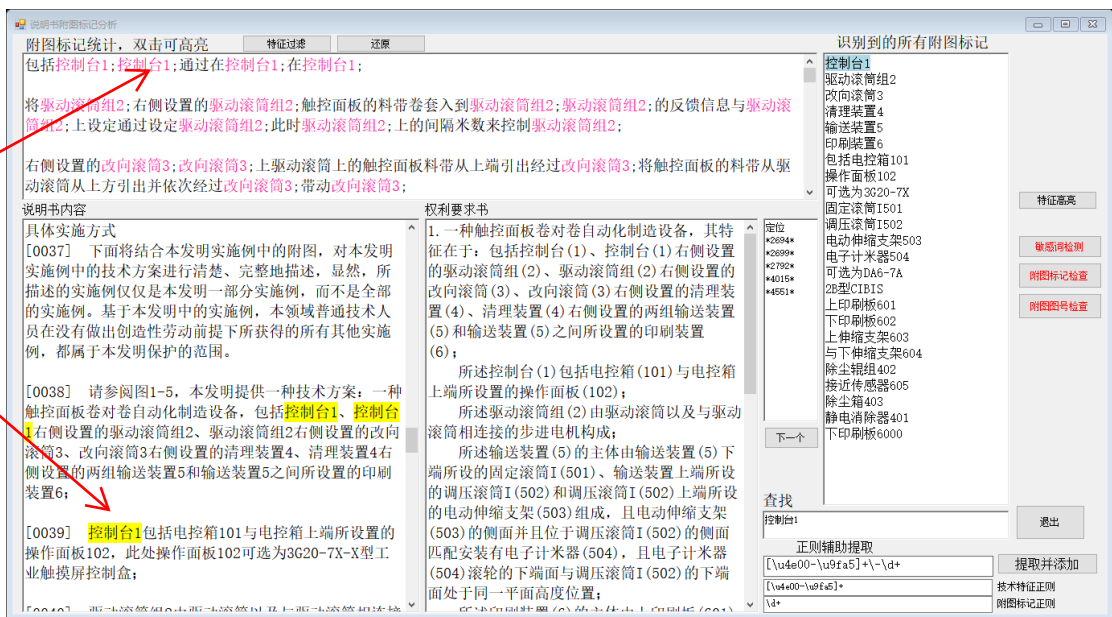 说明书附图标记分析
附图标记统计，双击可高亮
特征过滤
还原
包括控制台1;控制台1;通过在控制台1;在控制台1;
将驱动滚筒组2;右侧设置的驱动滚筒组2;触控面板的料带卷套入到驱动滚筒组2;驱动滚筒组2;的反馈信息与驱动滚
筒组2;上设定通过设定驱动滚筒组2;此时驱动滚筒组2;上的间隔米数来控制驱动滚筒组2;
右侧设置的改向滚筒3;改向滚筒3;上驱动滚筒上的触控面板料带从上端引出经过改向滚筒3;将触控面板的料带从驱
动滚筒从上方引出并依次经过改向滚筒3;带动改向滚筒3;
说明书内容
具体实施方式
[0037] 下面将结合本发明实施例中的附图，对本发明
实施例中的技术方案进行清楚、完整地描述，显然，所
描述的实施例仅仅是本发明一部分实施例，而不是全部
的实施例。基于本发明中的实施例，本领域普通技术人
员在没有做出创造性劳动前提下所获得的所有其他实施
例，都属于本发明保护的范围。
[0038] 请参阅图1-5，本发明提供一种技术方案：一种
触控面板卷对卷自动化制造设备，包括控制台1、控制台
1右侧设置的驱动滚筒组2、驱动滚筒组2右侧设置的改向
滚筒3、改向滚筒3右侧设置的清理装置4、清理装置4右
侧设置的两组输送装置5和输送装置5之间所设置的印刷
装置6；
[0039] 控制台1包括电控箱101与电控箱上端所设置的
操作面板102，此处操作面板102可选为3G20-7X-X型工
业触摸屏控制盒；
权利要求书
1.一种触控面板卷对卷自动化制造设备，其特
征在于：包括控制台(1)、控制台(1)右侧设置
的驱动滚筒组(2)、驱动滚筒组(2)右侧设置的
改向滚筒(3)、改向滚筒(3)右侧设置的清理装
置(4)、清理装置(4)右侧设置的两组输送装置
(5)和输送装置(5)之间所设置的印刷装置
(6)；
所述控制台(1)包括电控箱(101)与电控箱
上端所设置的操作面板(102)；
所述驱动滚筒组(2)由驱动滚筒以及与驱动
滚筒相连接的步进电机构成；
所述输送装置(5)的主体由输送装置(5)下
端所设的固定滚筒I(501)、输送装置上端所设
的调压滚筒I(502)和调压滚筒I(502)上端所设
的电动伸缩支架(503)组成，且电动伸缩支架
(503)的侧面并且位于调压滚筒I(502)的侧面
匹配安装有电子计米器(504)，且电子计米器
(504)滚轮的下端面与调压滚筒I(502)的下端
面处于同一平面高度位置；
定位
*2694*
*2699*
*2792*
*4015*
*4551*
下一个
识别到的所有附图标记
控制台1
驱动滚筒组2
改向滚筒3
清理装置4
输送装置5
印刷装置6
包括电控箱101
操作面板102
可选为3G20-7X
固定滚筒I501
调压滚筒I502
电动伸缩支架503
电子计米器504
可选为DA6-7A
2B型CIBIS
上印刷板601
下印刷板602
上伸缩支架603
与下伸缩支架604
除尘辊组402
接近传感器605
除尘箱403
静电消除器401
下印刷板6000
特征高亮
敏感词检测
附图标记检查
附图图号检查
查找
控制台1
退出
正则辅助提取
[\u4e00-\u9fa5]+\-\d+
提取并添加
[\u4e00-\u9fa5]+
技术特征正则
\d+
附图标记正则